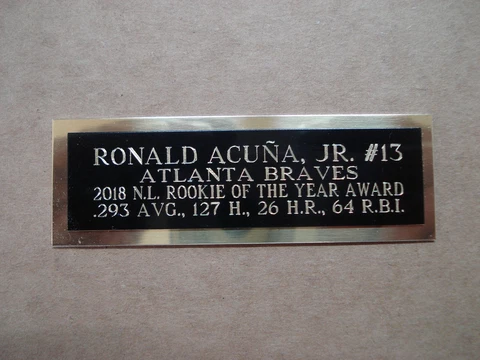 RONALD ACUÑA, JR. #13
ATLANTA BRAVES
2018 N.L. ROOKIE OF THE YEAR AWARD
.293 AVG., 127 H., 26 H.R., 64 R.B.I.